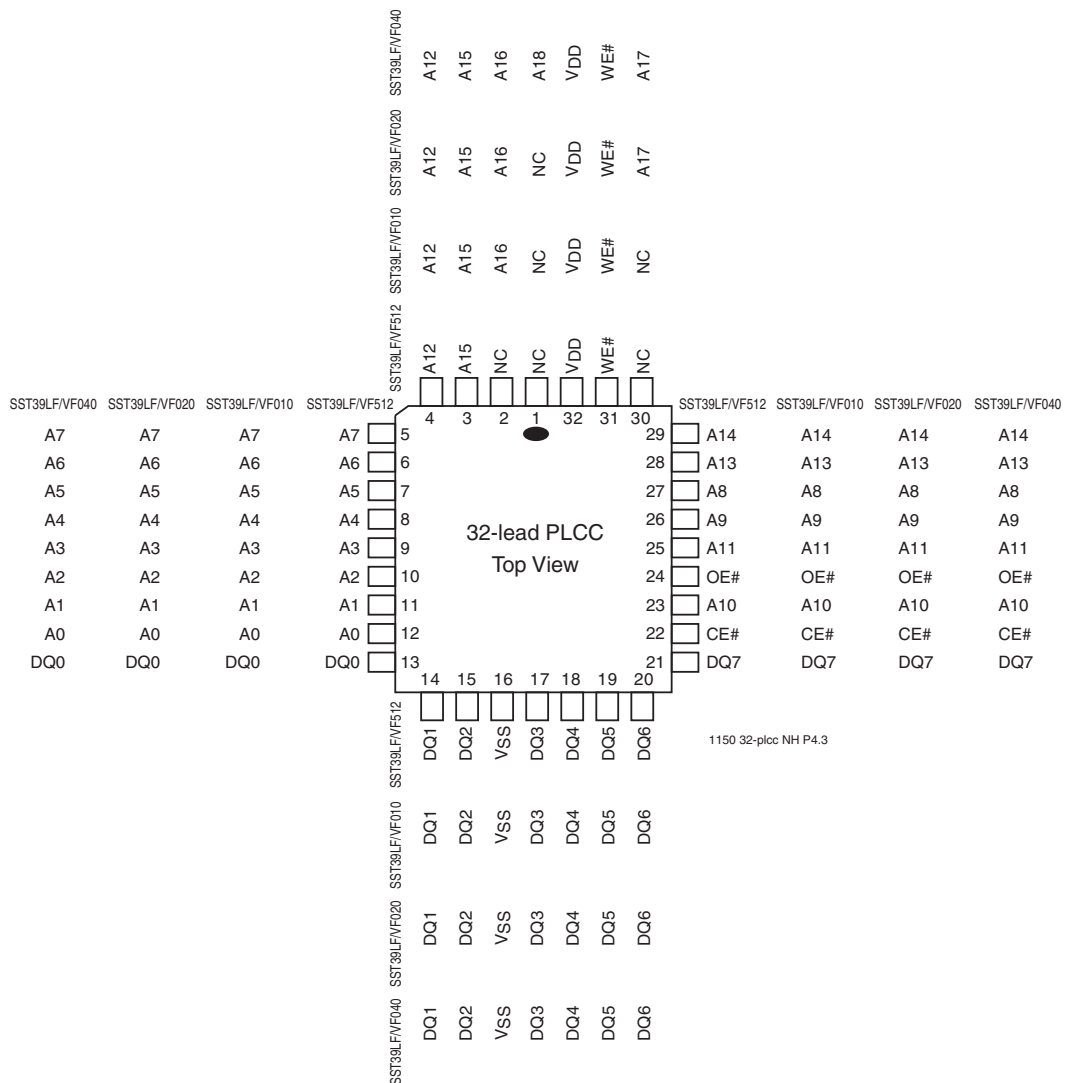 SST39LF/VF040 A12 A15 A16 A18 VDD WE# A17
SST39LF/VF020 A12 A15 A16 NC VDD WE# A17
SST39LF/VF010 A12 A15 A16 NC VDD WE# NC
SST39LF/VF512 A12 A15 NC NC VDD WE# NC
SST39LF/VF040 SST39LF/VF020 SST39LF/VF010 SST39LF/VF512 4 3 2 1 32 31 30 SST39LF/VF512 SST39LF/VF010 SST39LF/VF020 SST39LF/VF040
A7 A7 A7 A7 5 29 A14 A14 A14 A14
A6 A6 A6 A6 6 28 A13 A13 A13 A13
A5 A5 A5 A5 7 27 A8 A8 A8 A8
A4 A4 A4 A4 8 26 A9 A9 A9 A9
32-lead PLCC
A3 A3 A3 A3 9 25 A11 A11 A11 A11
Top View
A2 A2 A2 A2 10 24 OE# OE# OE# OE#
A1 A1 A1 A1 11 23 A10 A10 A10 A10
A0 A0 A0 A0 12 22 CE# CE# CE# CE#
DQ0 DQ0 DQ0 DQ0 13 21 DQ7 DQ7 DQ7 DQ7
14 15 16 17 18 19 20
SST39LF/VF512 DQ1 DQ2 VSS DQ3 DQ4 DQ5 DQ6
1150 32-plcc NH P4.3
SST39LF/VF010 DQ1 DQ2 VSS DQ3 DQ4 DQ5 DQ6
SST39LF/VF020 DQ1 DQ2 VSS DQ3 DQ4 DQ5 DQ6
SST39LF/VF040 DQ1 DQ2 VSS DQ3 DQ4 DQ5 DQ6